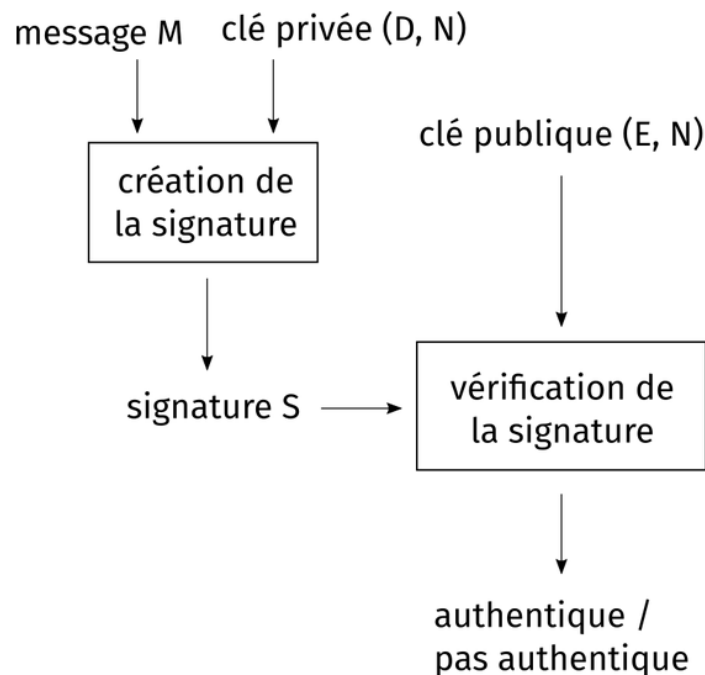 message M
clé privée (D, N)
clé publique (E, N)
création de
la signature
signature S
vérification de
la signature
authentique /
pas authentique